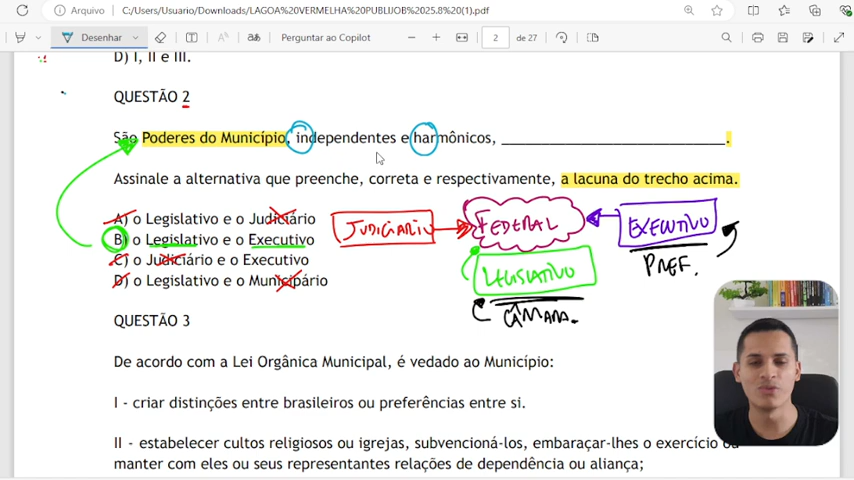 Arquivo
C:/Users/Usuario/Downloads/LAGOA%20VERMELHA%20PUBLIJOB%2025.8%20(1).pdf
Desenhar
Perguntar ao Copilot
2
de 27
D) I, II e III.
QUESTÃO 2
São Poderes do Município, independentes e harmônicos, ______________________________.
Assinale a alternativa que preenche, correta e respectivamente, a lacuna do trecho acima.
A) o Legislativo e o Judiciário
B) o Legislativo e o Executivo
C) o Judiciário e o Executivo
D) o Legislativo e o Municipário
JUDICIÁRIO
FEDERAL
EXECUTIVO
PREF.
LEGISLATIVO
CÂMARA.
QUESTÃO 3
De acordo com a Lei Orgânica Municipal, é vedado ao Município:
I - criar distinções entre brasileiros ou preferências entre si.
II - estabelecer cultos religiosos ou igrejas, subvencioná-los, embaraçar-lhes o exercício ou
manter com eles ou seus representantes relações de dependência ou aliança;